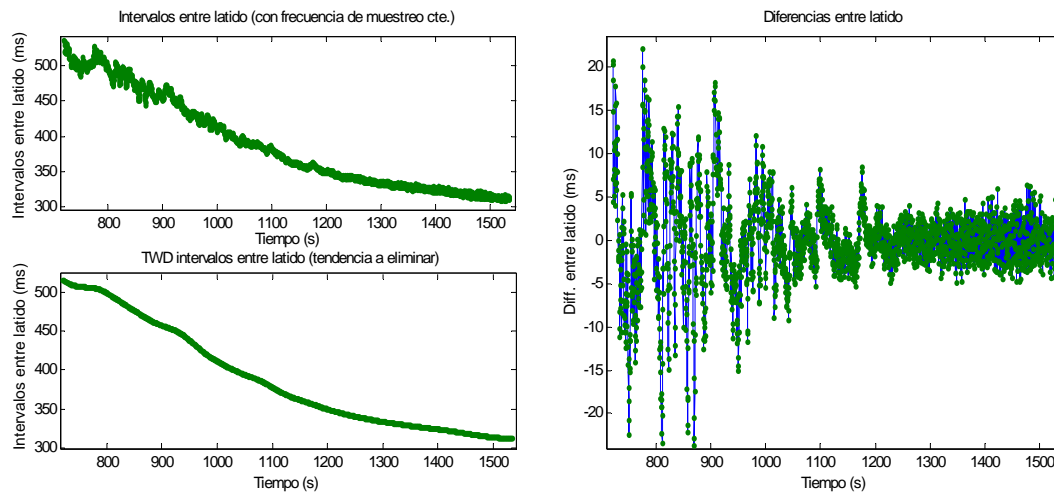 Intervalos entre latido (con frecuencia de muestreo cte.)
Intervalos entre latido (ms)
500
450
400
350
300
800 900 1000 1100 1200 1300 1400 1500
Tiempo (s)
TWD intervalos entre latido (tendencia a eliminar)
Intervalos entre latido (ms)
500
450
400
350
300
800 900 1000 1100 1200 1300 1400 1500
Tiempo (s)
Diferencias entre latido
Diff. entre latido (ms)
20
15
10
5
0
-5
-10
-15
-20
800 900 1000 1100 1200 1300 1400 1500
Tiempo (s)